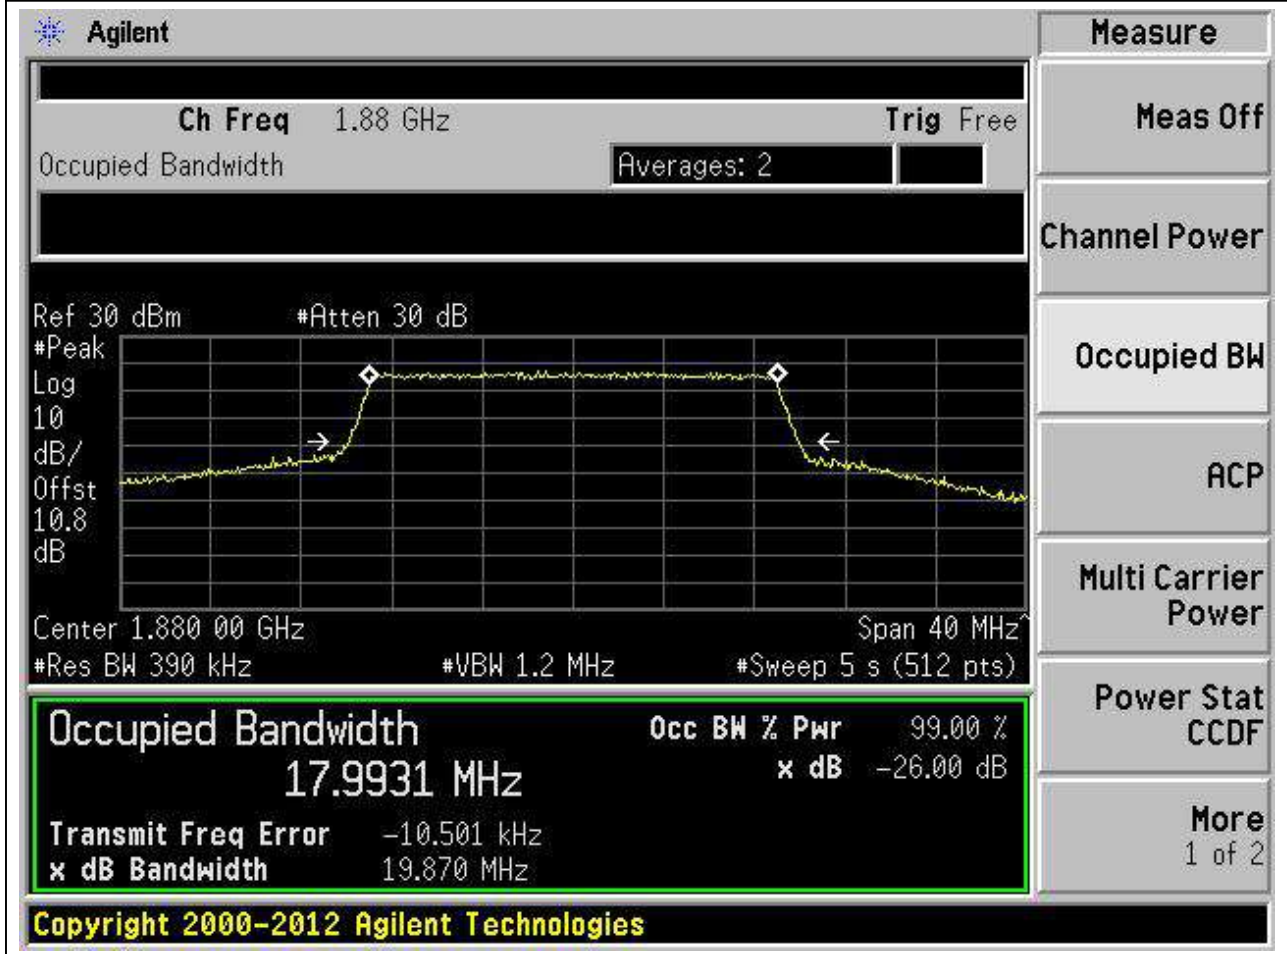 Agilent
Measure
Ch Freq 1.88 GHz Trig Free
Occupied Bandwidth Averages: 2
Meas Off
Channel Power
Occupied BW
ACP
Multi Carrier
Power
Power Stat
CCDF
More
1 of 2
Ref 30 dBm #Atten 30 dB
#Peak
Log
10
dB/
Offst
10.8
dB
Center 1.880 00 GHz Span 40 MHz^
#Res BW 390 kHz #VBW 1.2 MHz #Sweep 5 s (512 pts)
Occupied Bandwidth Occ BW % Pwr 99.00 %
17.9931 MHz x dB -26.00 dB
Transmit Freq Error -10.501 kHz
x dB Bandwidth 19.870 MHz
Copyright 2000-2012 Agilent Technologies